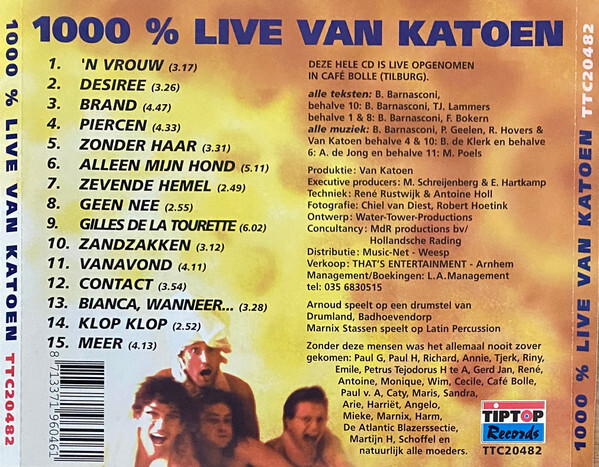 1000 % LIVE VAN KATOEN TTC20482
1000 % LIVE VAN KATOEN
1. 'N VROUW (3.17)
2. DESIREE (3.26)
3. BRAND (4.47)
4. PIERCEN (4.33)
5. ZONDER HAAR (3.31)
6. ALLEEN MIJN HOND (5.11)
7. ZEVENDE HEMEL (2.49)
8. GEEN NEE (2.55)
9. GILLES DE LA TOURETTE (6.02)
10. ZANDZAKKEN (3.12)
11. VANAVOND (4.11)
12. CONTACT (3.54)
13. BIANCA, WANNEER... (3.28)
14. KLOP KLOP (2.52)
15. MEER (4.13)
8 713371 960461
DEZE HELE CD IS LIVE OPGENOMEN
IN CAFÉ BOLLE (TILBURG).
alle teksten: B. Barnasconi,
behalve 10: B. Barnasconi, TJ. Lammers
behalve 1 & 8: B. Barnasconi, F. Bokern
alle muziek: B. Barnasconi, P. Geelen, R. Hovers &
Van Katoen behalve 4 & 10: B. de Klerk en behalve
6: A. de Jong en behalve 11: M. Poels
Produktie: Van Katoen
Executive producers: M. Schreijenberg & E. Hartkamp
Techniek: René Rustwijk & Antoine Holl
Fotografie: Chiel van Diest, Robert Hoetink
Ontwerp: Water-Tower-Productions
Concultancy: MdR productions bv/
Hollandsche Rading
Distributie: Music-Net - Weesp
Verkoop: THAT'S ENTERTAINMENT - Arnhem
Management/Boekingen: L.A.Management
tel: 035 6830515
Arnoud speelt op een drumstel van
Drumland, Badhoevendorp
Marnix Stassen speelt op Latin Percussion
Zonder deze mensen was het allemaal nooit zover
gekomen: Paul G, Paul H, Richard, Annie, Tjerk, Riny,
Emile, Petrus Tejodorus H te A, Gerd Jan, René,
Antoine, Monique, Wim, Cecile, Café Bolle,
Paul v. A, Caty, Maris, Sandra,
Arie, Harriët, Angelo,
Mieke, Marnix, Harm,
De Atlantic Blazerssectie,
Martijn H, Schoffel en
natuurlijk alle moeders.
TIPTOP
Records
TTC20482
1000 % LIVE VAN KATOEN TTC20482